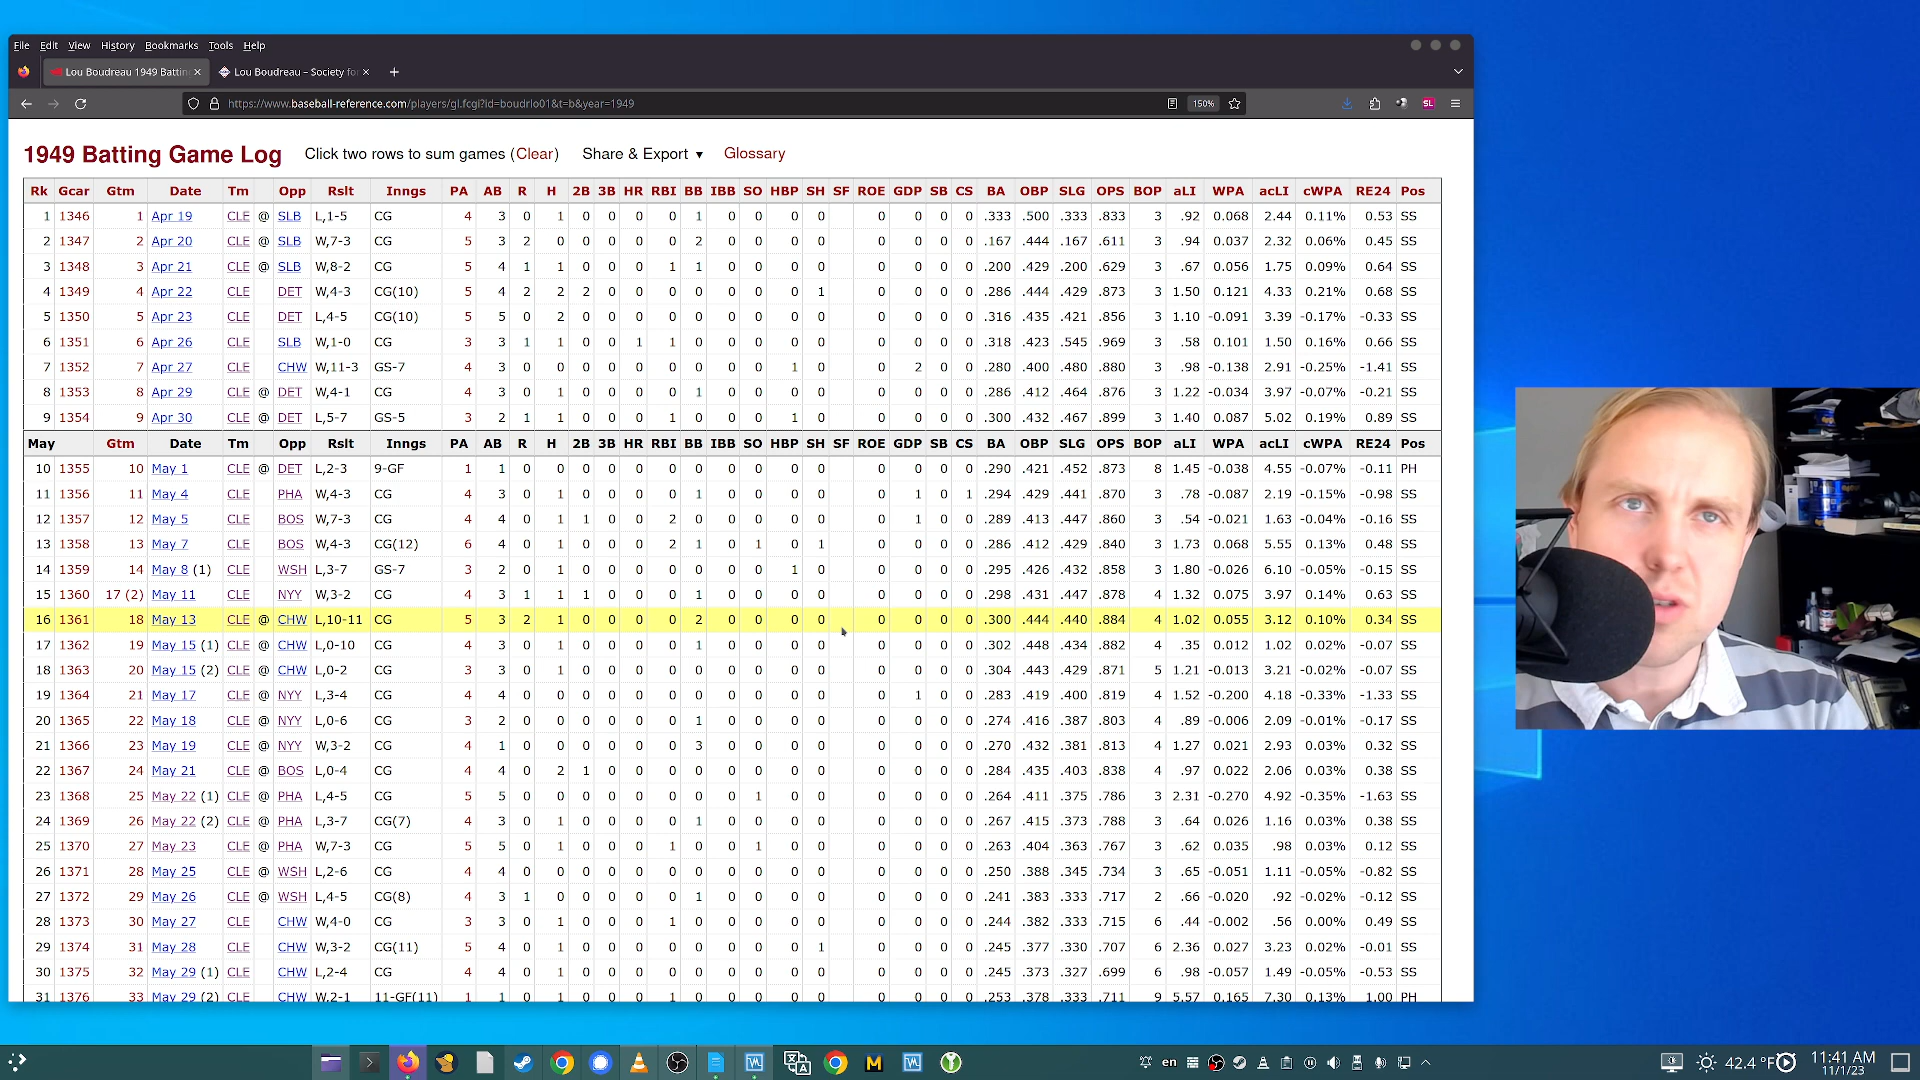 File Edit View History Bookmarks Tools Help
Lou Boudreau 1949 Battin × Lou Boudreau – Society fo × +
https://www.baseball-reference.com/players/gl.fcgi?id=boudrlo01&t=b&year=1949 150% SL
1949 Batting Game Log Click two rows to sum games (Clear) Share & Export ▼ Glossary
Rk Gcar Gtm Date Tm Opp Rslt Inngs PA AB R H 2B 3B HR RBI BB IBB SO HBP SH SF ROE GDP SB CS BA OBP SLG OPS BOP aLI WPA acLI cWPA RE24 Pos
1 1346 1 Apr 19 CLE @ SLB L,1-5 CG 4 3 0 1 0 0 0 0 1 0 0 0 0 0 0 0 0 .333 .500 .333 .833 3 .92 0.068 2.44 0.11% 0.53 SS
2 1347 2 Apr 20 CLE @ SLB W,7-3 CG 5 3 2 0 0 0 0 0 2 0 0 0 0 0 0 0 0 .167 .444 .167 .611 3 .94 0.037 2.32 0.06% 0.45 SS
3 1348 3 Apr 21 CLE @ SLB W,8-2 CG 5 4 1 1 0 0 0 1 1 0 0 0 0 0 0 0 0 .200 .429 .200 .629 3 .67 0.056 1.75 0.09% 0.64 SS
4 1349 4 Apr 22 CLE DET W,4-3 CG(10) 5 4 2 2 2 0 0 0 0 0 0 0 1 0 0 0 0 .286 .444 .429 .873 3 1.50 0.121 4.33 0.21% 0.68 SS
5 1350 5 Apr 23 CLE DET L,4-5 CG(10) 5 5 0 2 0 0 0 0 0 0 0 0 0 0 0 0 0 .316 .435 .421 .856 3 1.10 -0.091 3.39 -0.17% -0.33 SS
6 1351 6 Apr 26 CLE SLB W,1-0 CG 3 3 1 1 0 0 1 1 0 0 0 0 0 0 0 0 0 .318 .423 .545 .969 3 .58 0.101 1.50 0.16% 0.66 SS
7 1352 7 Apr 27 CLE CHW W,11-3 GS-7 4 3 0 0 0 0 0 0 0 0 0 1 0 0 2 0 0 .280 .400 .480 .880 3 .98 -0.138 2.91 -0.25% -1.41 SS
8 1353 8 Apr 29 CLE @ DET W,4-1 CG 4 3 0 1 0 0 0 0 1 0 0 0 0 0 0 0 0 .286 .412 .464 .876 3 1.22 -0.034 3.97 -0.07% -0.21 SS
9 1354 9 Apr 30 CLE @ DET L,5-7 GS-5 3 2 1 1 0 0 0 1 0 0 0 1 0 0 0 0 0 .300 .432 .467 .899 3 1.40 0.087 5.02 0.19% 0.89 SS
May Gtm Date Tm Opp Rslt Inngs PA AB R H 2B 3B HR RBI BB IBB SO HBP SH SF ROE GDP SB CS BA OBP SLG OPS BOP aLI WPA acLI cWPA RE24 Pos
10 1355 10 May 1 CLE @ DET L,2-3 9-GF 1 1 0 0 0 0 0 0 0 0 0 0 0 0 0 0 0 .290 .421 .452 .873 8 1.45 -0.038 4.55 -0.07% -0.11 PH
11 1356 11 May 4 CLE PHA W,4-3 CG 4 3 0 1 0 0 0 0 1 0 0 0 0 0 1 0 1 .294 .429 .441 .870 3 .78 -0.087 2.19 -0.15% -0.98 SS
12 1357 12 May 5 CLE BOS W,7-3 CG 4 4 0 1 1 0 0 2 0 0 0 0 0 0 1 0 0 .289 .413 .447 .860 3 .54 -0.021 1.63 -0.04% -0.16 SS
13 1358 13 May 7 CLE BOS W,4-3 CG(12) 6 4 0 1 0 0 0 2 1 0 1 0 1 0 0 0 0 .286 .412 .429 .840 3 1.73 0.068 5.55 0.13% 0.48 SS
14 1359 14 May 8 (1) CLE WSH L,3-7 GS-7 3 2 0 1 0 0 0 0 0 0 0 1 0 0 0 0 0 .295 .426 .432 .858 3 1.80 -0.026 6.10 -0.05% -0.15 SS
15 1360 17 (2) May 11 CLE NYY W,3-2 CG 4 3 1 1 1 0 0 0 1 0 0 0 0 0 0 0 0 .298 .431 .447 .878 4 1.32 0.075 3.97 0.14% 0.63 SS
16 1361 18 May 13 CLE @ CHW L,10-11 CG 5 3 2 1 0 0 0 0 2 0 0 0 0 0 0 0 0 .300 .444 .440 .884 4 1.02 0.055 3.12 0.10% 0.34 SS
17 1362 19 May 15 (1) CLE @ CHW L,0-10 CG 4 3 0 1 0 0 0 0 1 0 0 0 0 0 0 0 0 .302 .448 .434 .882 4 .35 0.012 1.02 0.02% -0.07 SS
18 1363 20 May 15 (2) CLE @ CHW L,0-2 CG 3 3 0 1 0 0 0 0 0 0 0 0 0 0 0 0 0 .304 .443 .429 .871 5 1.21 -0.013 3.21 -0.02% -0.07 SS
19 1364 21 May 17 CLE @ NYY L,3-4 CG 4 4 0 0 0 0 0 0 0 0 0 0 0 0 1 0 0 .283 .419 .400 .819 4 1.52 -0.200 4.18 -0.33% -1.33 SS
20 1365 22 May 18 CLE @ NYY L,0-6 CG 3 2 0 0 0 0 0 0 1 0 0 0 0 0 0 0 0 .274 .416 .387 .803 4 .89 -0.006 2.09 -0.01% -0.17 SS
21 1366 23 May 19 CLE @ NYY W,3-2 CG 4 1 0 0 0 0 0 0 3 0 0 0 0 0 0 0 0 .270 .432 .381 .813 4 1.27 0.021 2.93 0.03% 0.32 SS
22 1367 24 May 21 CLE @ BOS L,0-4 CG 4 4 0 2 1 0 0 0 0 0 0 0 0 0 0 0 0 .284 .435 .403 .838 4 .97 0.022 2.06 0.03% 0.38 SS
23 1368 25 May 22 (1) CLE @ PHA L,4-5 CG 5 5 0 0 0 0 0 0 0 0 1 0 0 0 0 0 0 .264 .411 .375 .786 3 2.31 -0.270 4.92 -0.35% -1.63 SS
24 1369 26 May 22 (2) CLE @ PHA L,3-7 CG(7) 4 3 0 1 0 0 0 0 1 0 0 0 0 0 0 0 0 .267 .415 .373 .788 3 .64 0.026 1.16 0.03% 0.38 SS
25 1370 27 May 23 CLE @ PHA W,7-3 CG 5 5 0 1 0 0 0 1 0 0 1 0 0 0 0 0 0 .263 .404 .363 .767 3 .62 0.035 .98 0.03% 0.12 SS
26 1371 28 May 25 CLE @ WSH L,2-6 CG 4 4 0 0 0 0 0 0 0 0 0 0 0 0 0 0 0 .250 .388 .345 .734 3 .65 -0.051 1.11 -0.05% -0.82 SS
27 1372 29 May 26 CLE @ WSH L,4-5 CG(8) 4 3 1 0 0 0 0 0 1 0 0 0 0 0 0 0 0 .241 .383 .333 .717 2 .66 -0.020 .92 -0.02% -0.12 SS
28 1373 30 May 27 CLE CHW W,4-0 CG 3 3 0 1 0 0 0 1 0 0 0 0 0 0 0 0 0 .244 .382 .333 .715 6 .44 -0.002 .56 0.00% 0.49 SS
29 1374 31 May 28 CLE CHW W,3-2 CG(11) 5 4 0 1 0 0 0 0 0 0 0 0 1 0 0 0 0 .245 .377 .330 .707 6 2.36 0.027 3.23 0.02% -0.01 SS
30 1375 32 May 29 (1) CLE CHW L,2-4 CG 4 4 0 1 0 0 0 0 0 0 0 0 0 0 0 0 0 .245 .373 .327 .699 6 .98 -0.057 1.49 -0.05% -0.53 SS
31 1376 33 May 29 (2) CLE CHW W,2-1 11-GF(11) 1 1 0 1 0 0 0 1 0 0 0 0 0 0 0 0 0 .253 .378 .333 .711 9 5.57 0.165 7.30 0.13% 1.00 PH
en 42.4 °F 11:41 AM
11/1/23